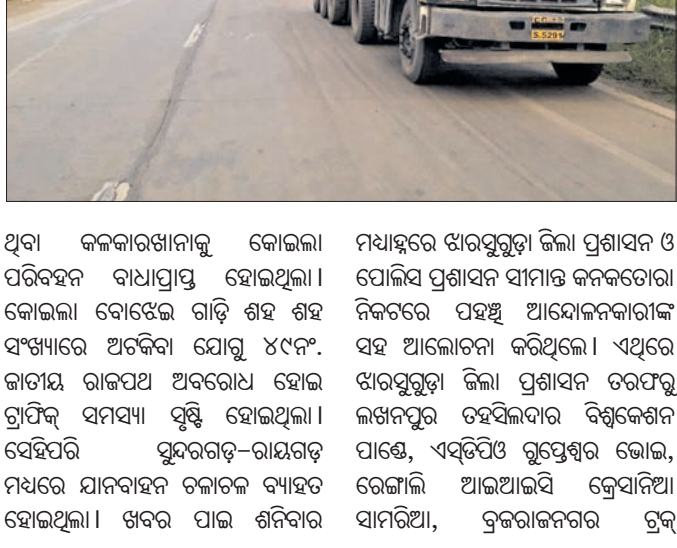 ଥିବା କଳକାରଖାନାକୁ କୋଇଲା
ପରିବହନ ବାଧାପ୍ରାପ୍ତ ହୋଇଥିଲା।
କୋଇଲା ବୋଝେଇ ଗାଡ଼ି ଶହ ଶହ
ସଂଖ୍ୟାରେ ଅଟକିବା ଯୋଗୁ ୪୯ନଂ.
ଜାତୀୟ ରାଜପଥ ଅବରୋଧ ହୋଇ
ଟ୍ରାଫିକ୍ ସମସ୍ୟା ସୃଷ୍ଟି ହୋଇଥିଲା।
ସେହିପରି ସୁନ୍ଦରଗଡ଼-ରାୟଗଡ଼
ମଧ୍ୟରେ ଯାନବାହନ ଚଳାଚଳ ବ୍ୟାହତ
ହୋଇଥିଲା। ଖବର ପାଇ ଶନିବାର
ମଧ୍ୟାହ୍ନରେ ଝାରସୁଗୁଡ଼ା ଜିଲା ପ୍ରଶାସନ ଓ
ପୋଲିସ ପ୍ରଶାସନ ସୀମାନ୍ତ କନକତୋରା
ନିକଟରେ ପହଞ୍ଚି ଆନ୍ଦୋଳନକାରୀଙ୍କ
ସହ ଆଲୋଚନା କରିଥିଲେ। ଏଥିରେ
ଝାରସୁଗୁଡ଼ା ଜିଲା ପ୍ରଶାସନ ତରଫରୁ
ଲଖନପୁର ତହସିଲଦାର ବିଶ୍ୱକେଶନ
ପାଣ୍ଡେ, ଏସ୍‌ଡିପିଓ ଗୁପ୍ତେଶ୍ୱର ଭୋଇ,
ରେଙ୍ଗାଲି ଆଇଆଇସି କ୍ରେସାନିଆ
ସାମରିଆ, ବ୍ରଜରାଜନଗର ଟ୍ରକ୍